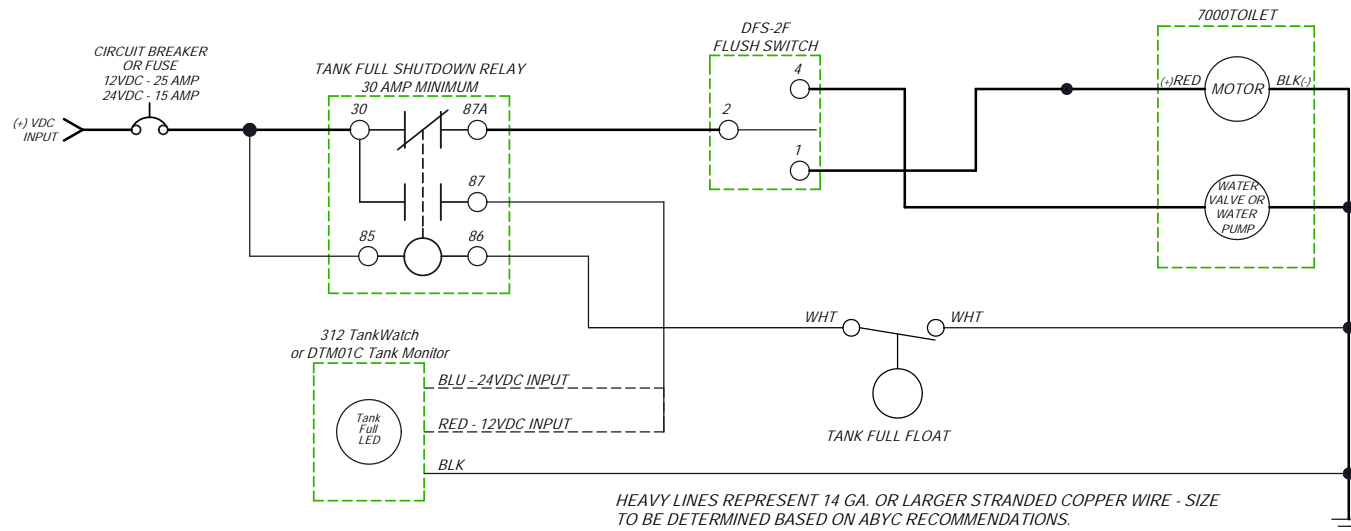 7000TOILET
DFS-2F
FLUSH SWITCH
CIRCUIT BREAKER
OR FUSE
12VDC - 25 AMP
24VDC - 15 AMP
TANK FULL SHUTDOWN RELAY
30 AMP MINIMUM
(+) VDC
INPUT
30
87A
4
2
1
(+)RED
MOTOR
BLK(-)
87
WATER
VALVE OR
WATER
PUMP
85
86
WHT
WHT
312 TankWatch
or DTM01C Tank Monitor
BLU - 24VDC INPUT
Tank
Full
LED
RED - 12VDC INPUT
TANK FULL FLOAT
BLK
HEAVY LINES REPRESENT 14 GA. OR LARGER STRANDED COPPER WIRE - SIZE
TO BE DETERMINED BASED ON ABYC RECOMMENDATIONS.